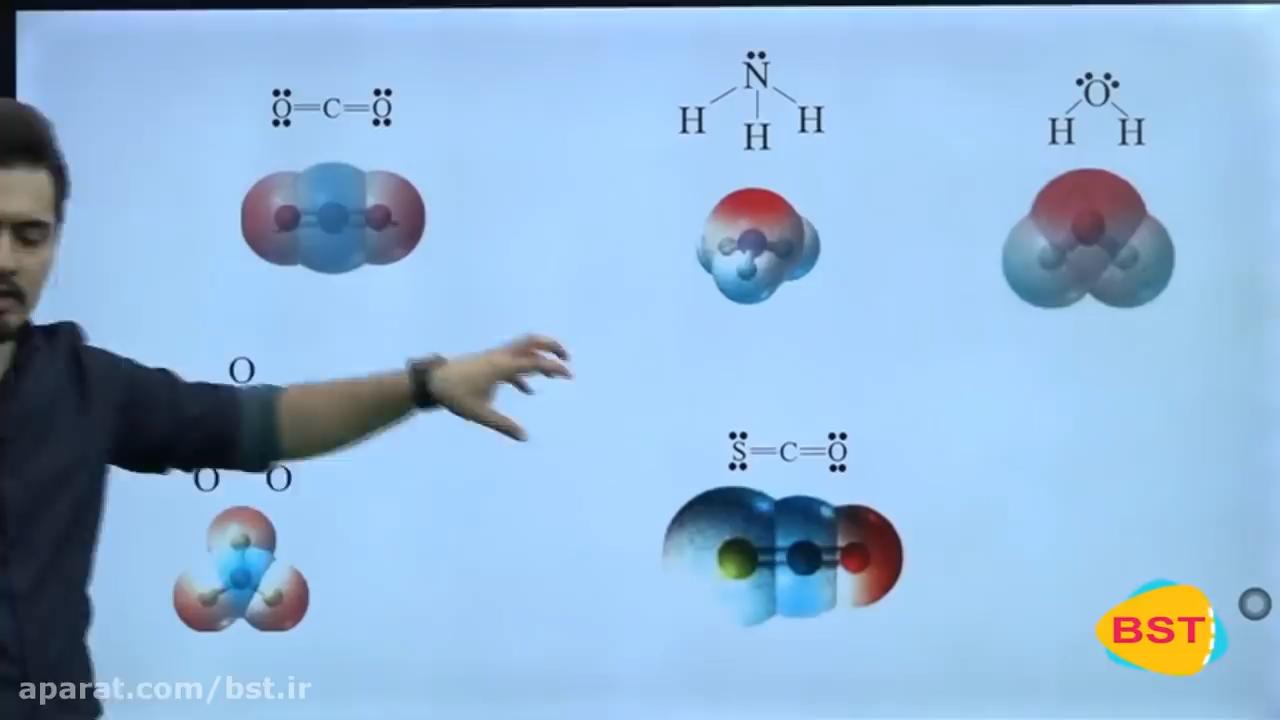 O=C=O
N
H H H
O
H H
O
O O
S=C=O
BST
aparat.com/bst.ir